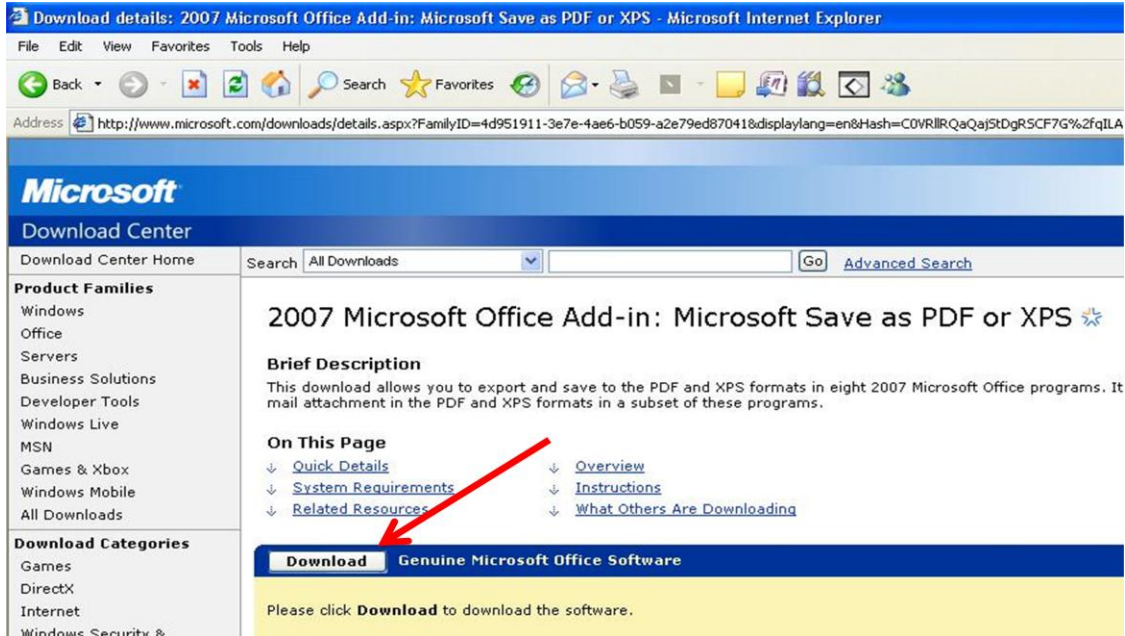 Download details: 2007 Microsoft Office Add-in: Microsoft Save as PDF or XPS - Microsoft Internet Explorer
File Edit View Favorites Tools Help
Back Search Favorites
Address http://www.microsoft.com/downloads/details.aspx?FamilyID=4d951911-3e7e-4ae6-b059-a2e79ed87041&displaylang=en&Hash=C0VRllRQaQajStDgRSCF7G%2fqILA
Microsoft
Download Center
Download Center Home
Search All Downloads Go Advanced Search
Product Families
Windows
Office
Servers
Business Solutions
Developer Tools
Windows Live
MSN
Games & Xbox
Windows Mobile
All Downloads
Download Categories
Games
DirectX
Internet
Windows Security &
2007 Microsoft Office Add-in: Microsoft Save as PDF or XPS
Brief Description
This download allows you to export and save to the PDF and XPS formats in eight 2007 Microsoft Office programs. It
mail attachment in the PDF and XPS formats in a subset of these programs.
On This Page
Quick Details Overview
System Requirements Instructions
Related Resources What Others Are Downloading
Download Genuine Microsoft Office Software
Please click Download to download the software.